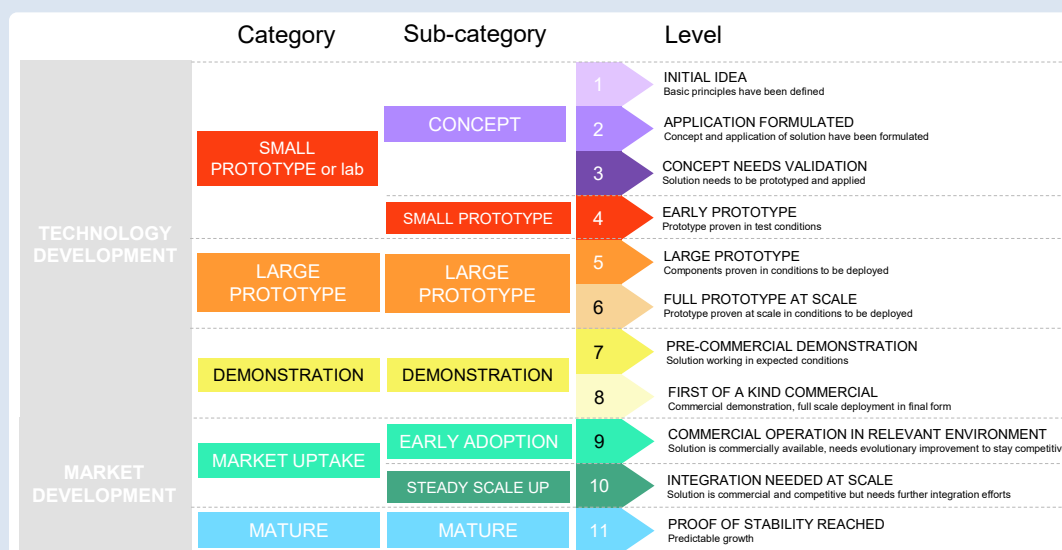 Category
Sub-category
Level
TECHNOLOGY
DEVELOPMENT
SMALL
PROTOTYPE or lab
CONCEPT
1
INITIAL IDEA
Basic principles have been defined
2
APPLICATION FORMULATED
Concept and application of solution have been formulated
3
CONCEPT NEEDS VALIDATION
Solution needs to be prototyped and applied
SMALL PROTOTYPE
4
EARLY PROTOTYPE
Prototype proven in test conditions
LARGE
PROTOTYPE
LARGE
PROTOTYPE
5
LARGE PROTOTYPE
Components proven in conditions to be deployed
6
FULL PROTOTYPE AT SCALE
Prototype proven at scale in conditions to be deployed
DEMONSTRATION
DEMONSTRATION
7
PRE-COMMERCIAL DEMONSTRATION
Solution working in expected conditions
8
FIRST OF A KIND COMMERCIAL
Commercial demonstration, full scale deployment in final form
MARKET
DEVELOPMENT
MARKET UPTAKE
EARLY ADOPTION
9
COMMERCIAL OPERATION IN RELEVANT ENVIRONMENT
Solution is commercially available, needs evolutionary improvement to stay competitive
STEADY SCALE UP
10
INTEGRATION NEEDED AT SCALE
Solution is commercial and competitive but needs further integration efforts
MATURE
MATURE
11
PROOF OF STABILITY REACHED
Predictable growth